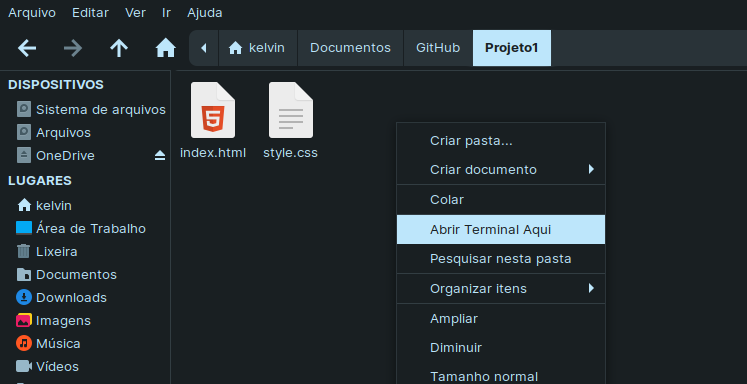 Arquivo Editar Ver Ir Ajuda
kelvin Documentos GitHub Projeto1
DISPOSITIVOS
Sistema de arquivos
Arquivos
OneDrive
LUGARES
kelvin
Área de Trabalho
Lixeira
Documentos
Downloads
Imagens
Música
Vídeos
index.html style.css
Criar pasta...
Criar documento
Colar
Abrir Terminal Aqui
Pesquisar nesta pasta
Organizar itens
Ampliar
Diminuir
Tamanho normal